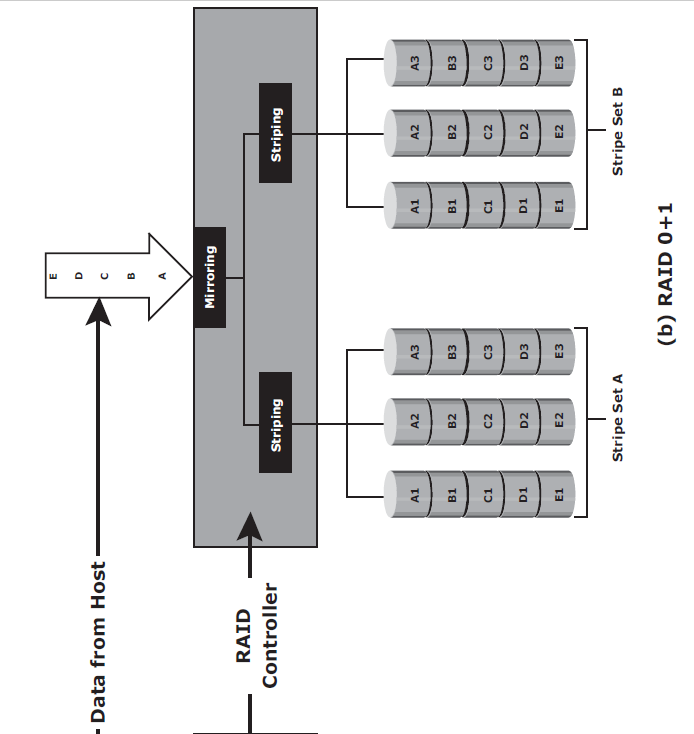 E
D
C
B
A
Data from Host
Mirroring
RAID
Controller
Striping
Striping
A1 A2 A3 A1 A2 A3
B1 B2 B3 B1 B2 B3
C1 C2 C3 C1 C2 C3
D1 D2 D3 D1 D2 D3
E1 E2 E3 E1 E2 E3
Stripe Set A
Stripe Set B
(b) RAID 0+1